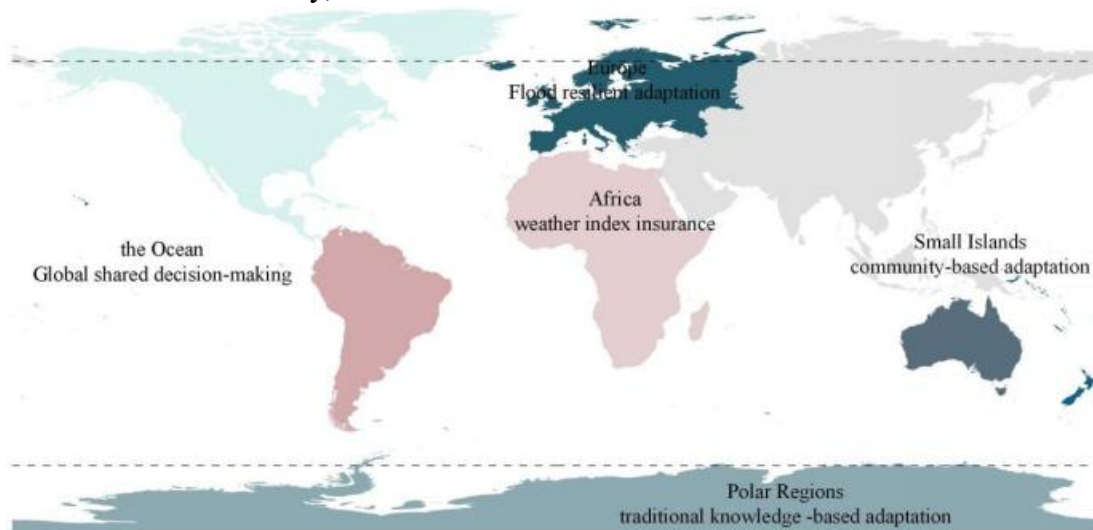 Europe
Flood resilient adaptation
Africa
weather index insurance
the Ocean
Global shared decision-making
Small Islands
community-based adaptation
Polar Regions
traditional knowledge -based adaptation